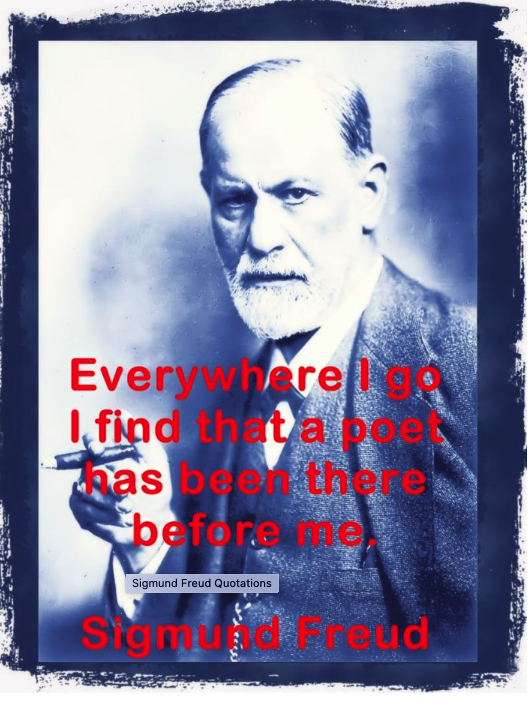 Everywhere I go
I find that a poet
has been there
before me.
Sigmund Freud Quotations
Sigmund Freud